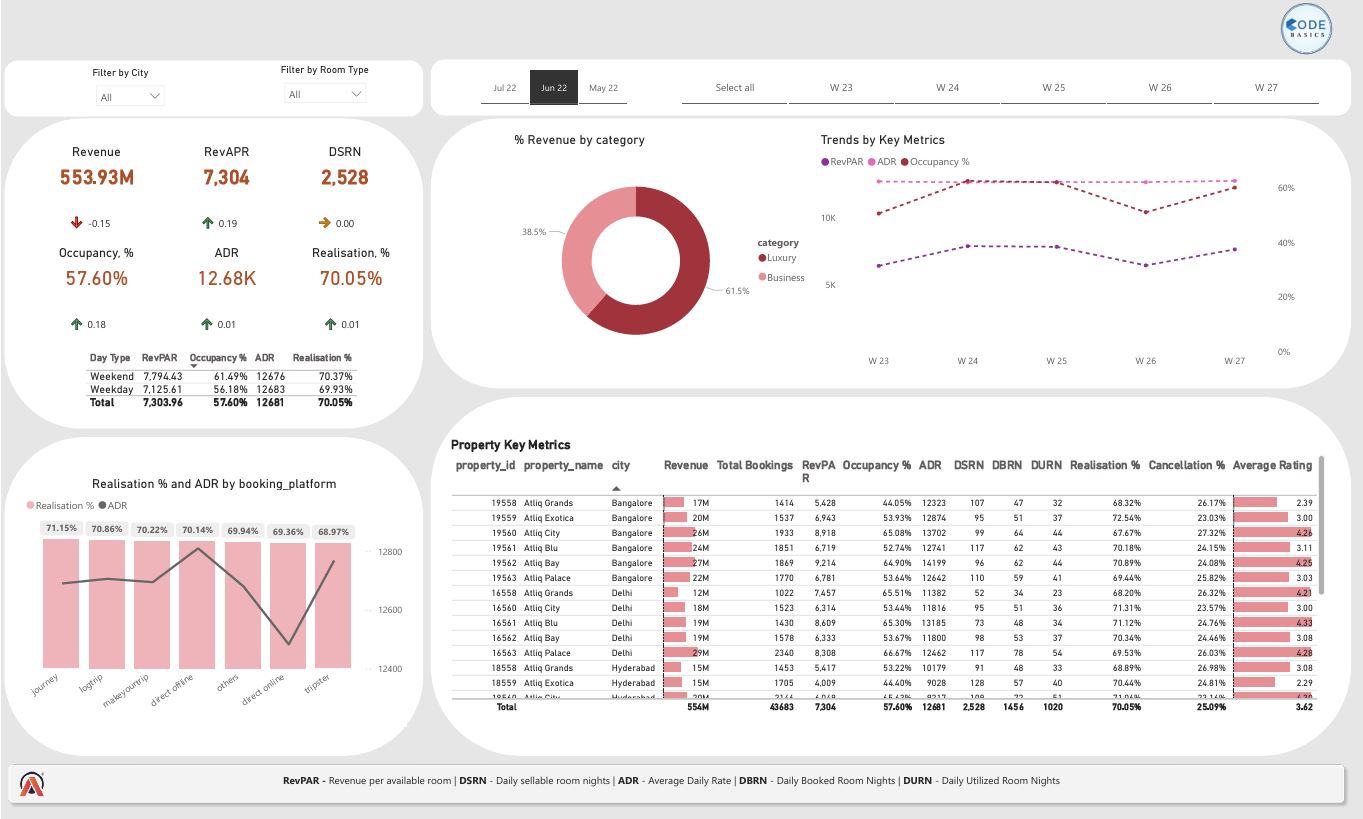 CODE
BASICS
Filter by City
All
Filter by Room Type
All
Jul 22 Jun 22 May 22
Select all W 23 W 24 W 25 W 26 W 27
Revenue RevAPR DSRN
553.93M 7,304 2,528
-0.15 0.19 0.00
Occupancy, % ADR Realisation, %
57.60% 12.68K 70.05%
0.18 0.01 0.01
Day Type RevPAR Occupancy % ADR Realisation %
Weekend 7,794.43 61.49% 12676 70.37%
Weekday 7,125.61 56.18% 12683 69.93%
Total 7,303.96 57.60% 12681 70.05%
% Revenue by category
38.5%
61.5%
category
Luxury
Business
Trends by Key Metrics
RevPAR ADR Occupancy %
10K
5K
60%
40%
20%
0%
W 23 W 24 W 25 W 26 W 27
Realisation % and ADR by booking_platform
Realisation % ADR
71.15% 70.86% 70.22% 70.14% 69.94% 69.36% 68.97%
12800
12600
12400
journey logtrip makeyourtrip direct offline others direct online tripster
Property Key Metrics
property_id property_name city Revenue Total Bookings RevPA Occupancy % ADR DSRN DBRN DURN Realisation % Cancellation % Average Rating
R
19558 Atliq Grands Bangalore 17M 1414 5,428 44.05% 12323 107 47 32 68.32% 26.17% 2.39
19559 Atliq Exotica Bangalore 20M 1537 6,943 53.93% 12874 95 51 37 72.54% 23.03% 3.00
19560 Atliq City Bangalore 26M 1933 8,918 65.08% 13702 99 64 44 67.67% 27.32% 4.26
19561 Atliq Blu Bangalore 24M 1851 6,719 52.74% 12741 117 62 43 70.18% 24.15% 3.11
19562 Atliq Bay Bangalore 27M 1869 9,214 64.90% 14199 96 62 44 70.89% 24.08% 4.25
19563 Atliq Palace Bangalore 22M 1770 6,781 53.64% 12642 110 59 41 69.44% 25.82% 3.03
16558 Atliq Grands Delhi 12M 1022 7,457 65.51% 11382 52 34 23 68.20% 26.32% 4.21
16560 Atliq City Delhi 18M 1523 6,314 53.44% 11816 95 51 36 71.31% 23.57% 3.00
16561 Atliq Blu Delhi 19M 1430 8,609 65.30% 13185 73 48 34 71.12% 24.76% 4.33
16562 Atliq Bay Delhi 19M 1578 6,333 53.67% 11800 98 53 37 70.34% 24.46% 3.08
16563 Atliq Palace Delhi 29M 2340 8,308 66.67% 12462 117 78 54 69.53% 26.03% 4.28
18558 Atliq Grands Hyderabad 15M 1453 5,417 53.22% 10179 91 48 33 68.89% 26.98% 3.08
18559 Atliq Exotica Hyderabad 15M 1705 4,009 44.40% 9028 128 57 40 70.44% 24.81% 2.29
18560 Atliq City Hyderabad
Total 554M 43683 7,304 57.60% 12681 2,528 1456 1020 70.05% 25.09% 3.62
RevPAR - Revenue per available room | DSRN - Daily sellable room nights | ADR - Average Daily Rate | DBRN - Daily Booked Room Nights | DURN - Daily Utilized Room Nights